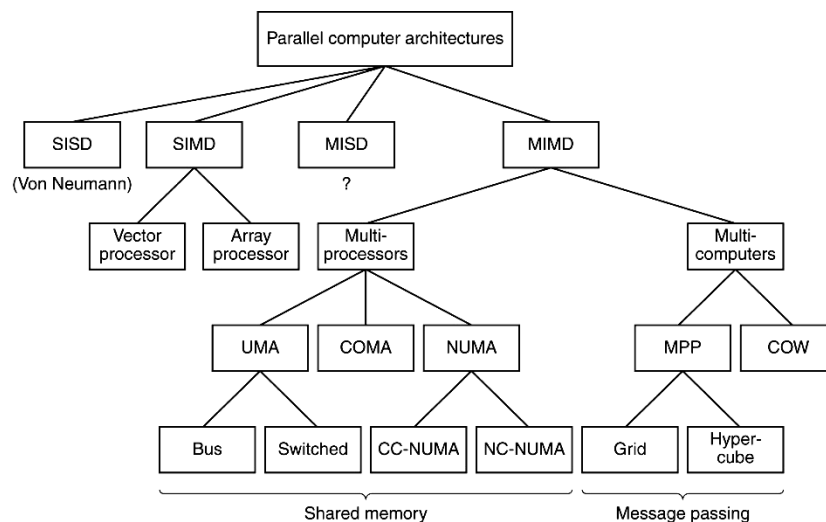 Parallel computer architectures
SISD
SIMD
MISD
MIMD
(Von Neumann)
?
Vector
processor
Array
processor
Multi-
processors
Multi-
computers
UMA
COMA
NUMA
MPP
COW
Bus
Switched
CC-NUMA
NC-NUMA
Grid
Hyper-
cube
Shared memory
Message passing